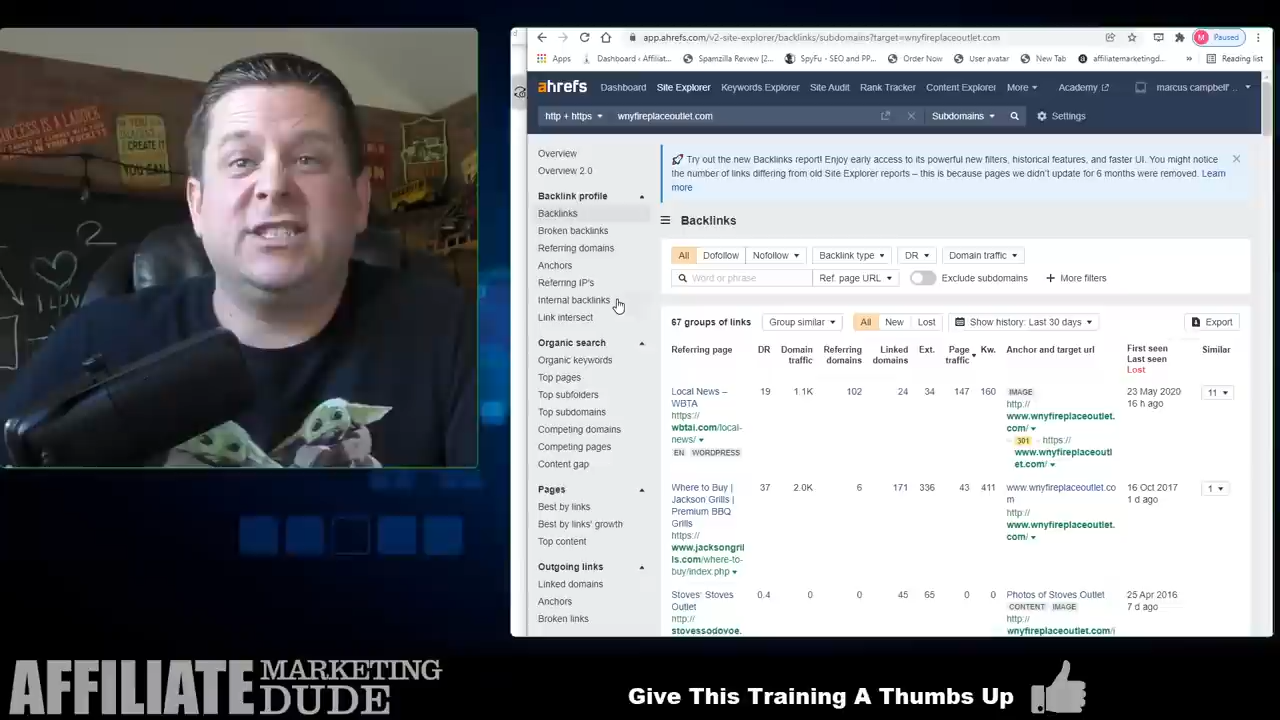 SUCCESS IS A LADDER
app.ahrefs.com/v2-site-explorer/backlinks/subdomains?target=wnyfireplaceoutlet.com
M Paused
Apps Dashboard ‹ Affiliat... Spamzilla Review [2... SpyFu - SEO and PP... Order Now User avatar New Tab affiliatemarketingd... » Reading list
ahrefs Dashboard Site Explorer Keywords Explorer Site Audit Rank Tracker Content Explorer More Academy marcus campbell' ..
http + https wnyfireplaceoutlet.com Subdomains Settings
Overview
Overview 2.0
Backlink profile
Backlinks
Broken backlinks
Referring domains
Anchors
Referring IP's
Internal backlinks
Link intersect
Organic search
Organic keywords
Top pages
Top subfolders
Top subdomains
Competing domains
Competing pages
Content gap
Pages
Best by links
Best by links' growth
Top content
Outgoing links
Linked domains
Anchors
Broken links
Try out the new Backlinks report! Enjoy early access to its powerful new filters, historical features, and faster UI. You might notice
the number of links differing from old Site Explorer reports – this is because pages we didn't update for 6 months were removed. Learn
more
Backlinks
All Dofollow Nofollow Backlink type DR Domain traffic
Word or phrase Ref. page URL Exclude subdomains + More filters
67 groups of links Group similar All New Lost Show history: Last 30 days Export
Referring page DR Domain traffic Referring domains Linked domains Ext. Page traffic Kw. Anchor and target url First seen Last seen Lost Similar
Local News –
WBTA
https://
wbtai.com/local-
news/
EN WORDPRESS
19 1.1K 102 24 34 147 160
IMAGE
http://
www.wnyfireplaceoutlet.
com/
301 https://
www.wnyfireplaceoutl
et.com/
23 May 2020
16 h ago
11
Where to Buy |
Jackson Grills |
Premium BBQ
Grills
https://
www.jacksongril
ls.com/where-to-
buy/index.php
37 2.0K 6 171 336 43 411
www.wnyfireplaceoutlet.co
m
http://
www.wnyfireplaceoutlet.
com/
16 Oct 2017
1 d ago
1
Stoves' Stoves
Outlet
http://
stovessodovoe.
0.4 0 0 45 65 0 0
Photos of Stoves Outlet
CONTENT IMAGE
http://
wnyfireplaceoutlet.com/i
25 Apr 2016
7 d ago
AFFILIATE MARKETING
DUDE
Give This Training A Thumbs Up